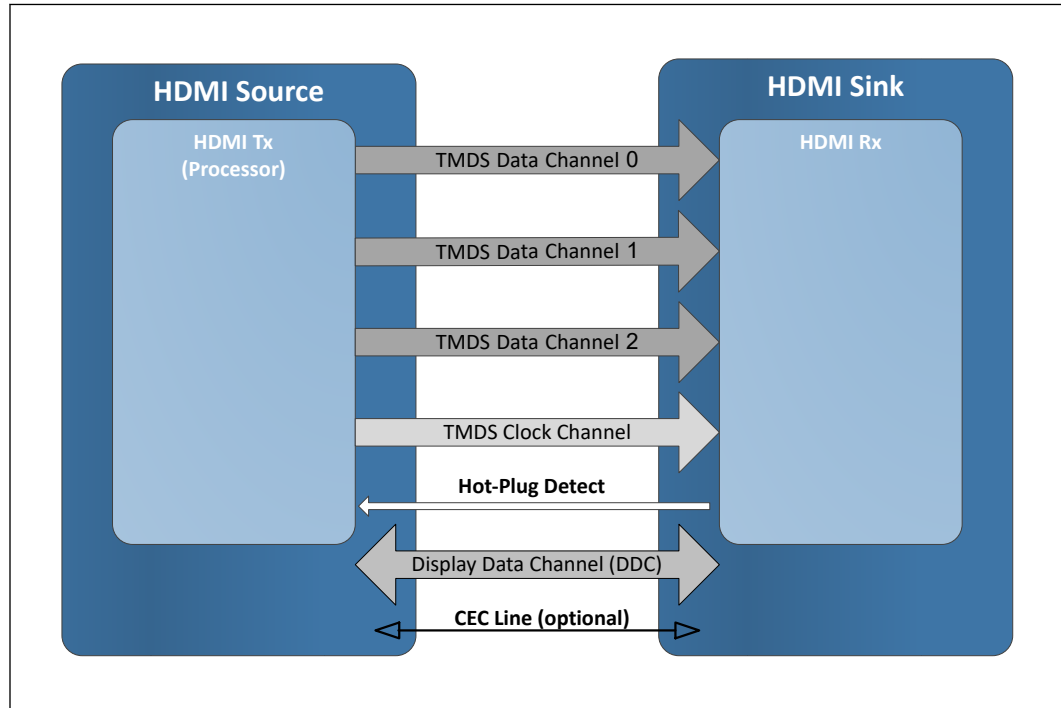 HDMI Source
HDMI Sink
HDMI Tx
(Processor)
HDMI Rx
TMDS Data Channel 0
TMDS Data Channel 1
TMDS Data Channel 2
TMDS Clock Channel
Hot-Plug Detect
Display Data Channel (DDC)
CEC Line (optional)